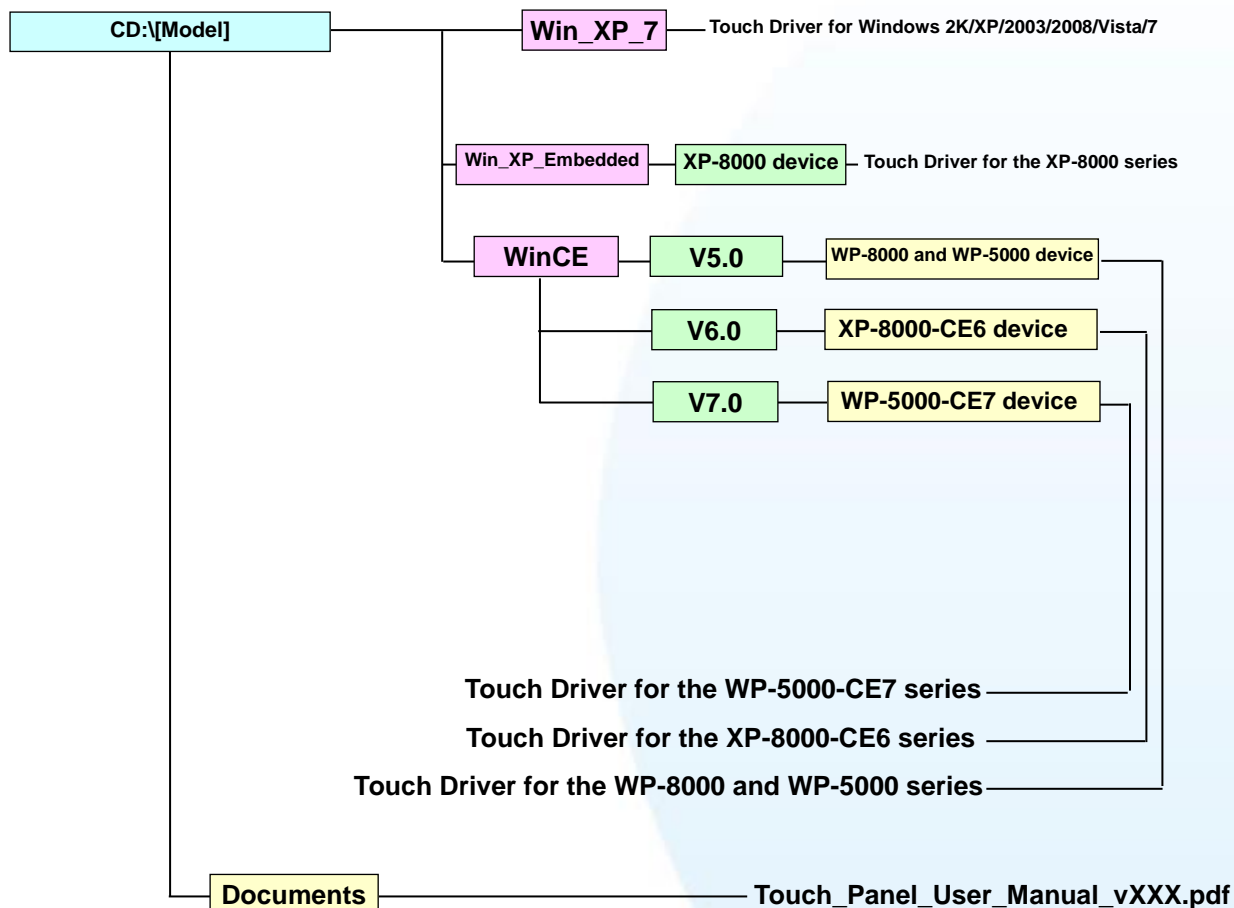 CD:\[Model]
Win_XP_7
Touch Driver for Windows 2K/XP/2003/2008/Vista/7
Win_XP_Embedded
XP-8000 device
Touch Driver for the XP-8000 series
WinCE
V5.0
WP-8000 and WP-5000 device
V6.0
XP-8000-CE6 device
V7.0
WP-5000-CE7 device
Touch Driver for the WP-5000-CE7 series
Touch Driver for the XP-8000-CE6 series
Touch Driver for the WP-8000 and WP-5000 series
Documents
Touch_Panel_User_Manual_vXXX.pdf